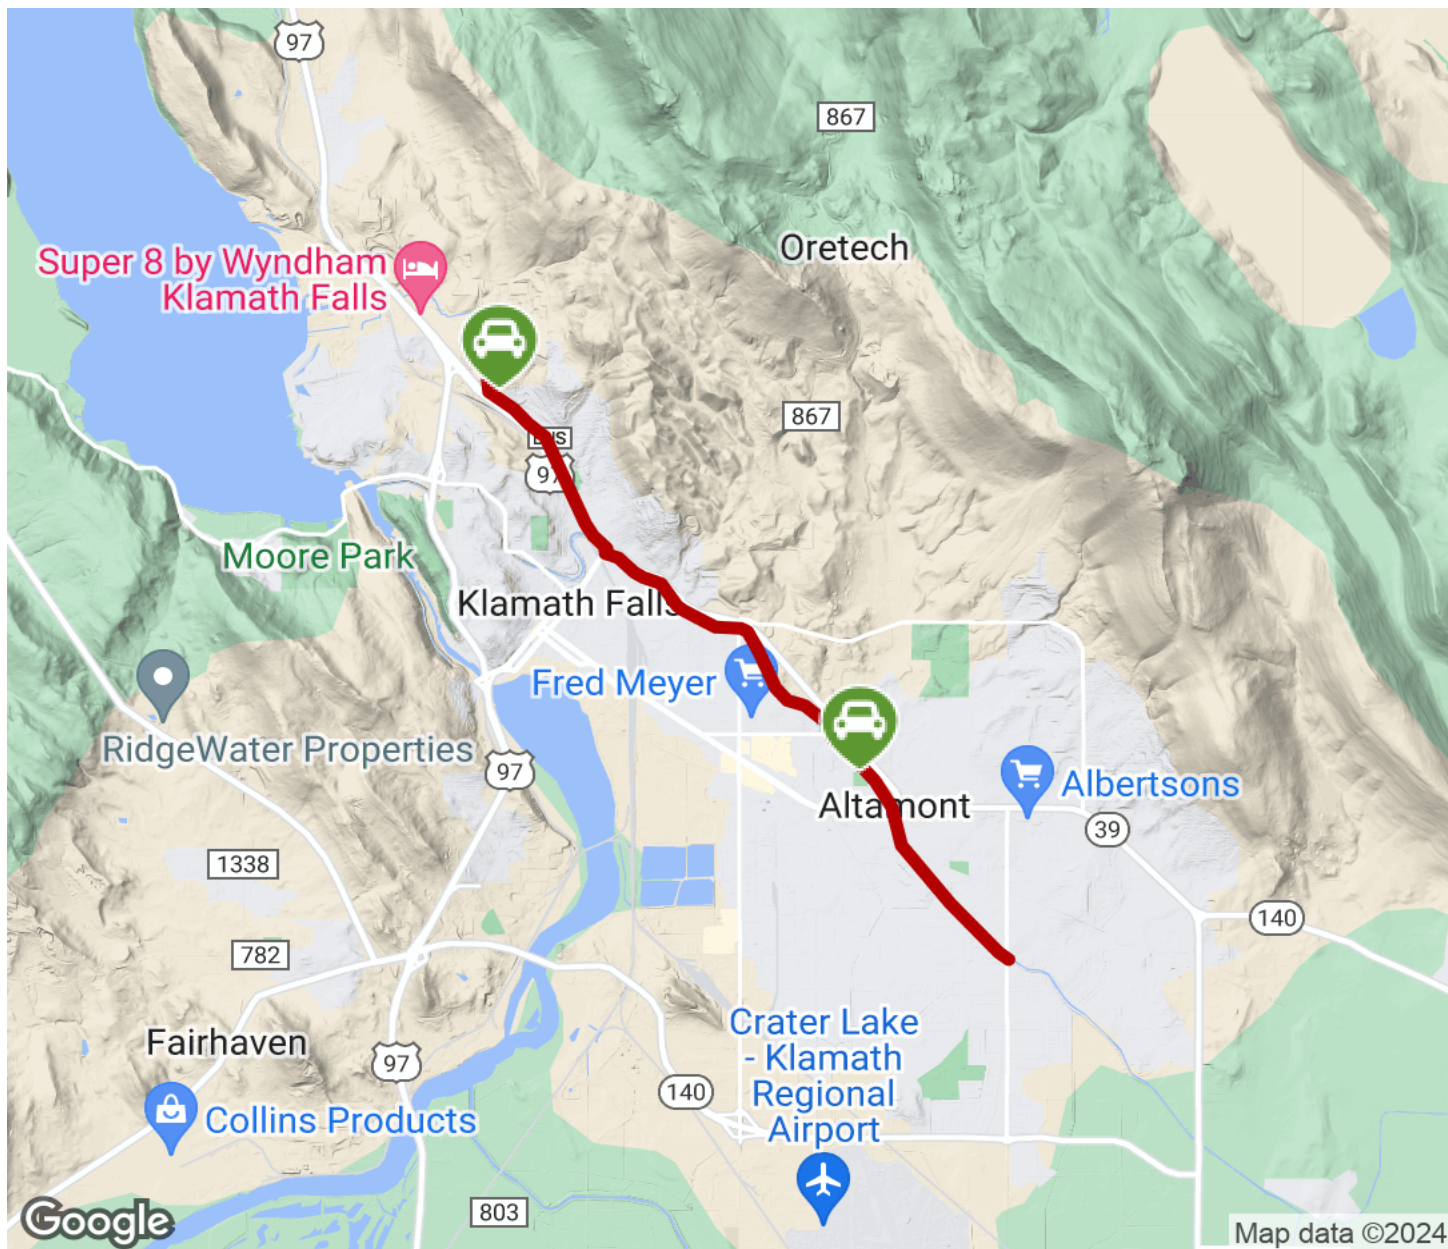 97
867
Oretech
Super 8 by Wyndham
Klamath Falls
867
97
Moore Park
Klamath Falls
Fred Meyer
RidgeWater Properties
97
Albertsons
Altamont
39
1338
140
782
Crater Lake
- Klamath
Regional
Airport
Fairhaven
97
140
Collins Products
803
Google
Map data ©2024